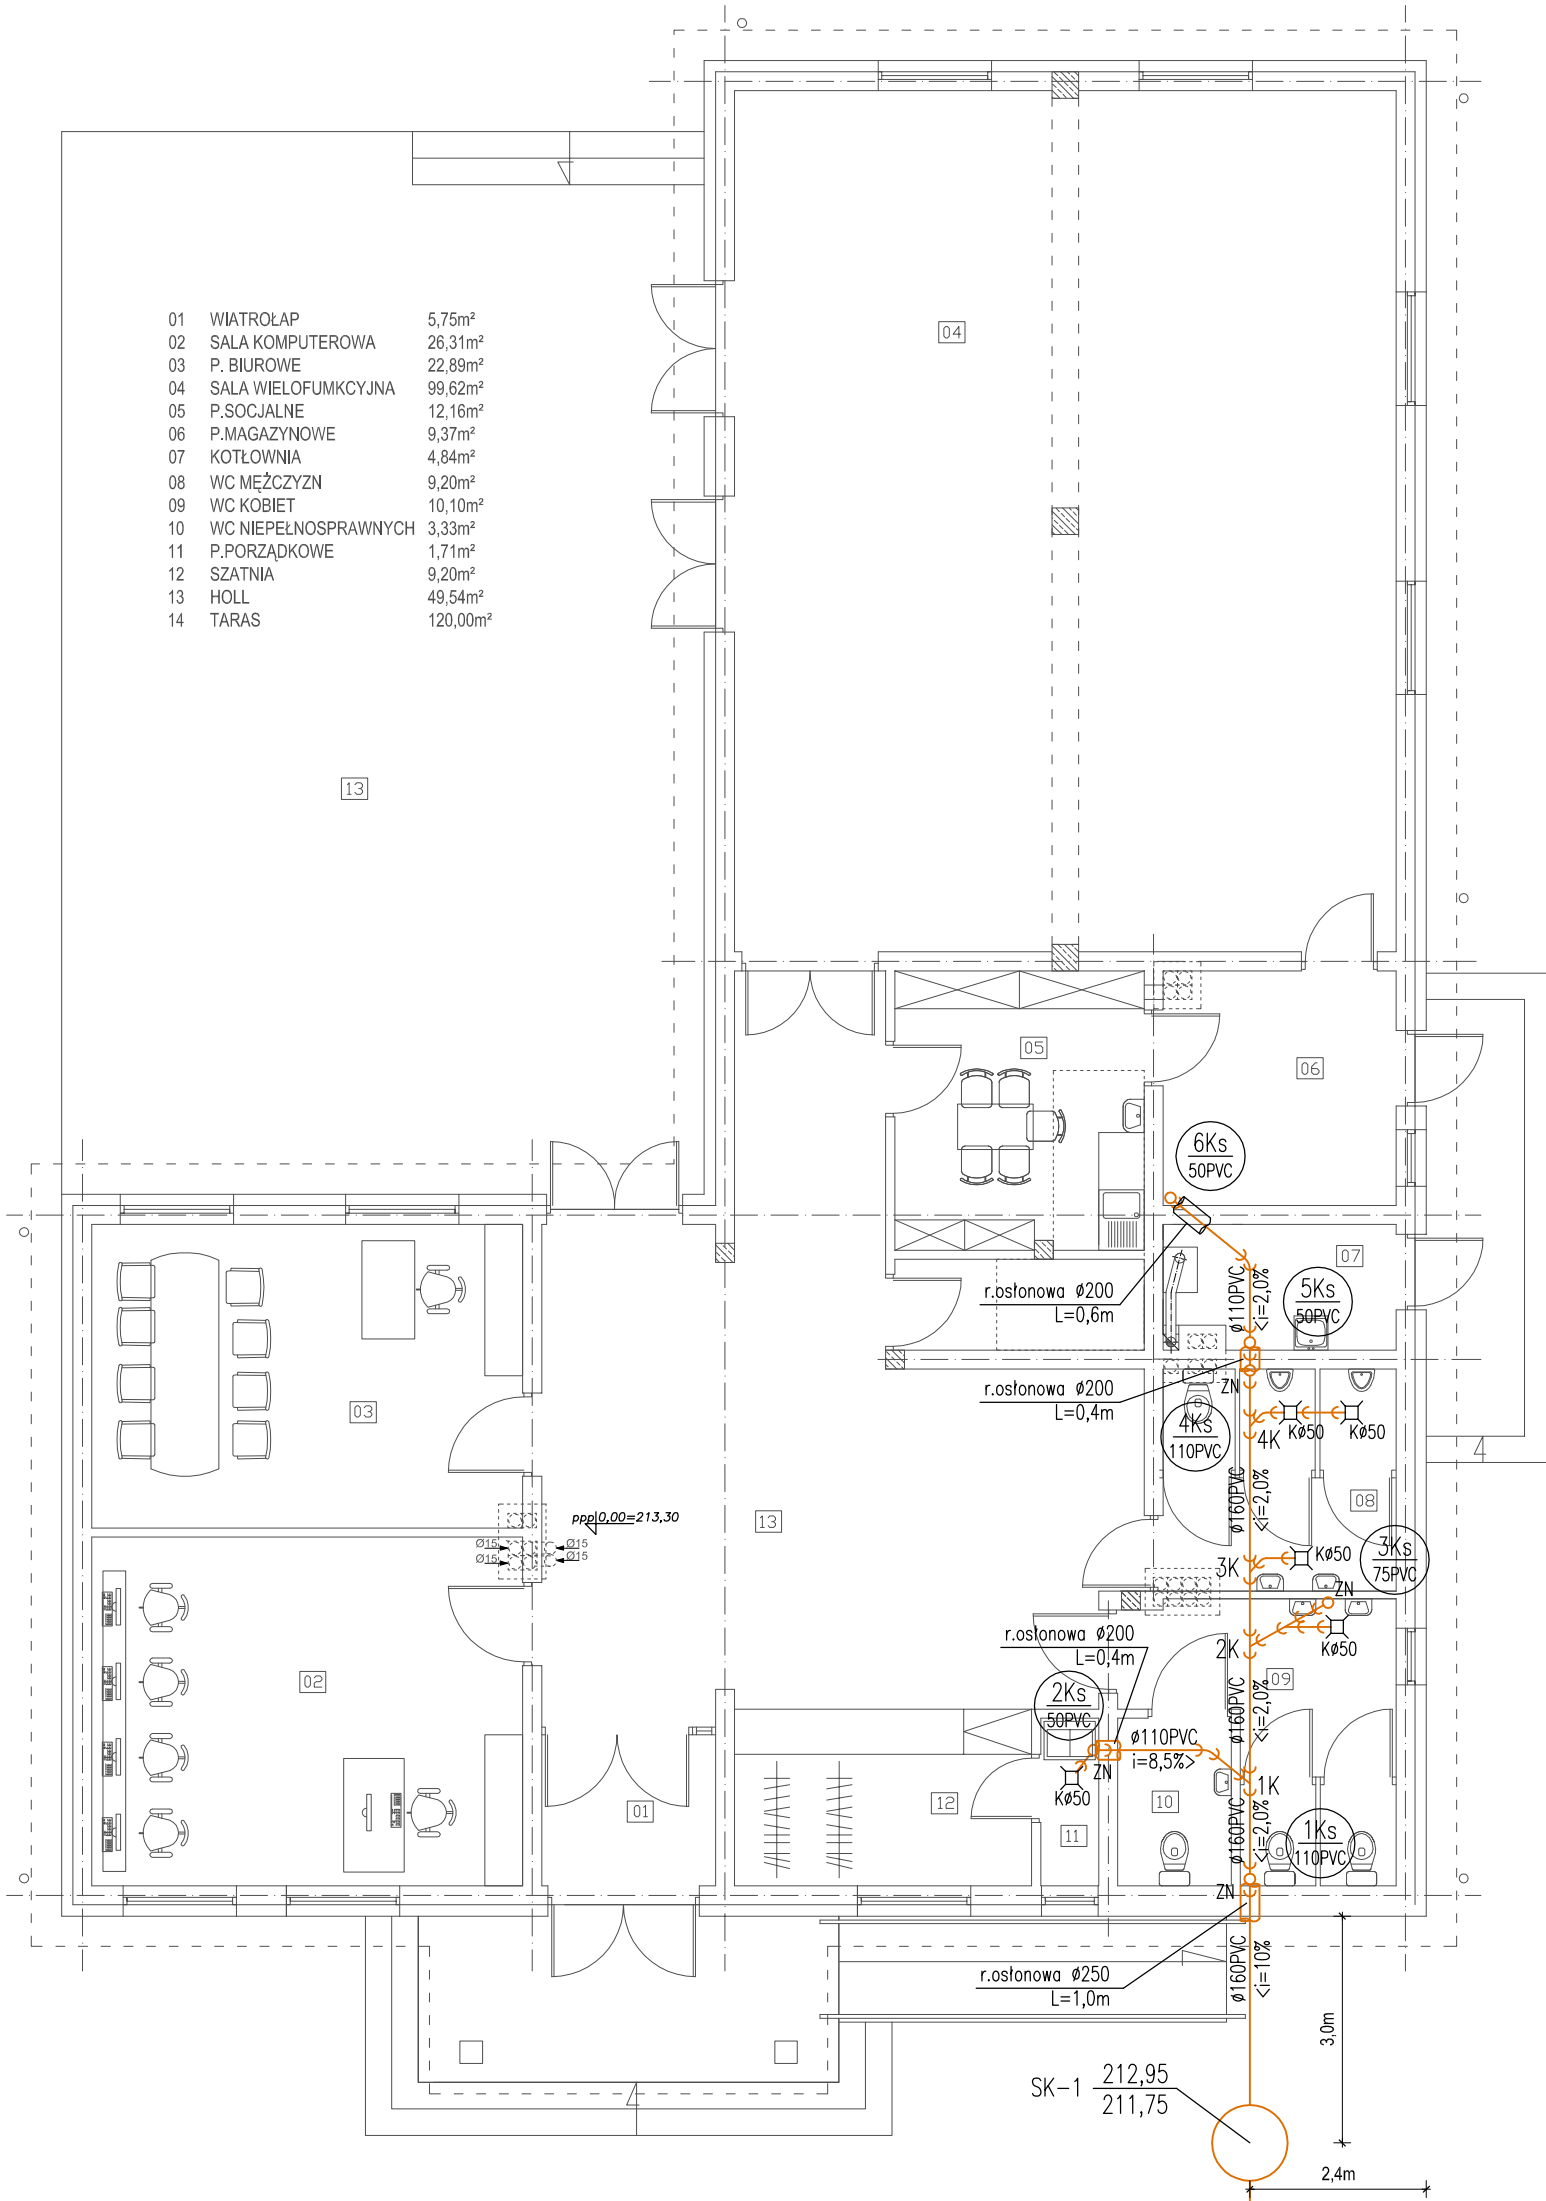 01 WIATROŁAP 5,75m²
02 SALA KOMPUTEROWA 26,31m²
03 P. BIUROWE 22,89m²
04 SALA WIELOFUMKCYJNA 99,62m²
05 P.SOCJALNE 12,16m²
06 P.MAGAZYNOWE 9,37m²
07 KOTŁOWNIA 4,84m²
08 WC MĘŻCZYZN 9,20m²
09 WC KOBIET 10,10m²
10 WC NIEPEŁNOSPRAWNYCH 3,33m²
11 P.PORZĄDKOWE 1,71m²
12 SZATNIA 9,20m²
13 HOLL 49,54m²
14 TARAS 120,00m²
04
13
05
06
6Ks
50PVC
07
r.osłonowa ø200
L=0,6m
ø110PVC
<i=2,0%
5Ks
50PVC
r.osłonowa ø200
L=0,4m
ZN
03
4Ks
110PVC
4K
Kø50
Kø50
ø160PVC
<i=2,0%
08
13
ppp 0,00=213,30
Ø15
Ø15
Ø15
Ø15
3K
Kø50
3Ks
75PVC
ZN
r.osłonowa ø200
L=0,4m
2K
Kø50
09
02
2Ks
50PVC
ø110PVC
i=8,5%>
ZN
Kø50
ø160PVC
<i=2,0%
1K
01
12
11
10
ø160PVC
<i=2,0%
1Ks
110PVC
ZN
r.osłonowa ø250
L=1,0m
ø160PVC
<i=10%
3,0m
SK-1
212,95
211,75
2,4m